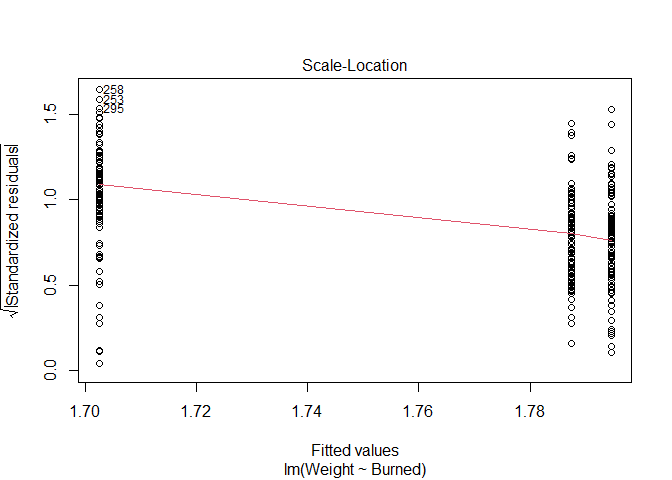 Scale-Location
258
253
295
√|Standardized residuals|
0.0 0.5 1.0 1.5
1.70 1.72 1.74 1.76 1.78
Fitted values
lm(Weight ~ Burned)